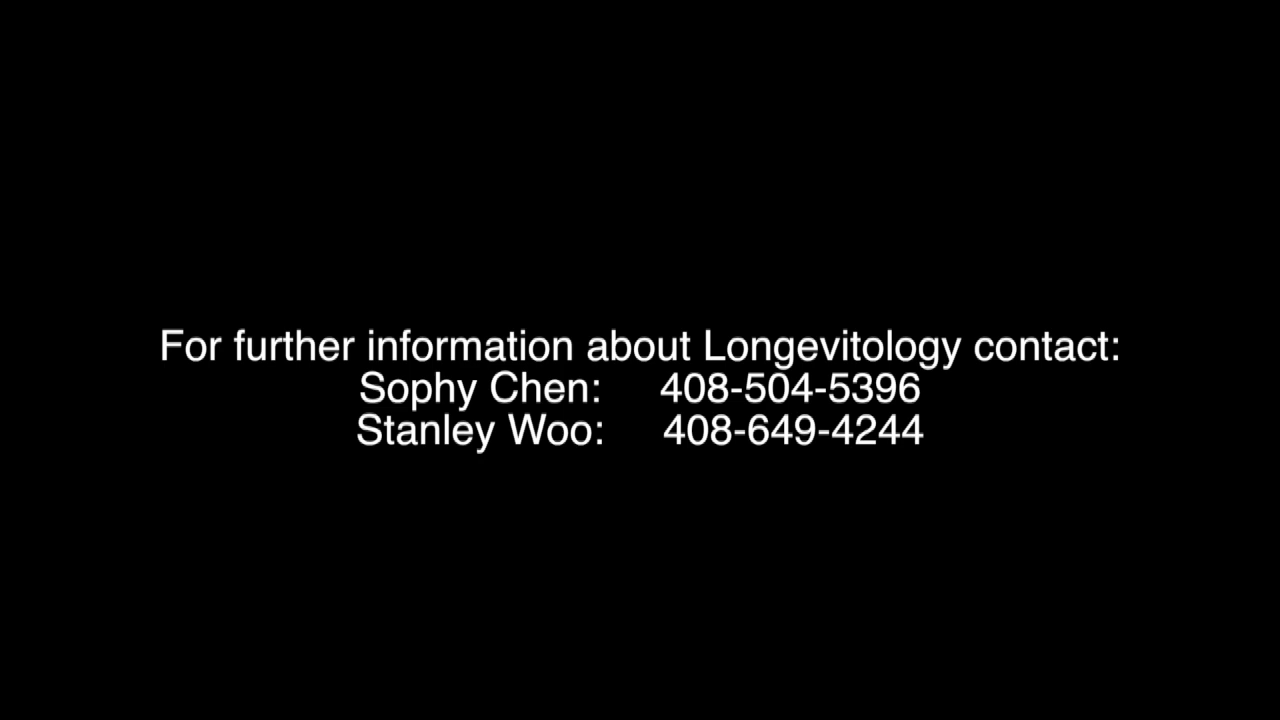 For further information about Longevitology contact:
Sophy Chen: 408-504-5396
Stanley Woo: 408-649-4244